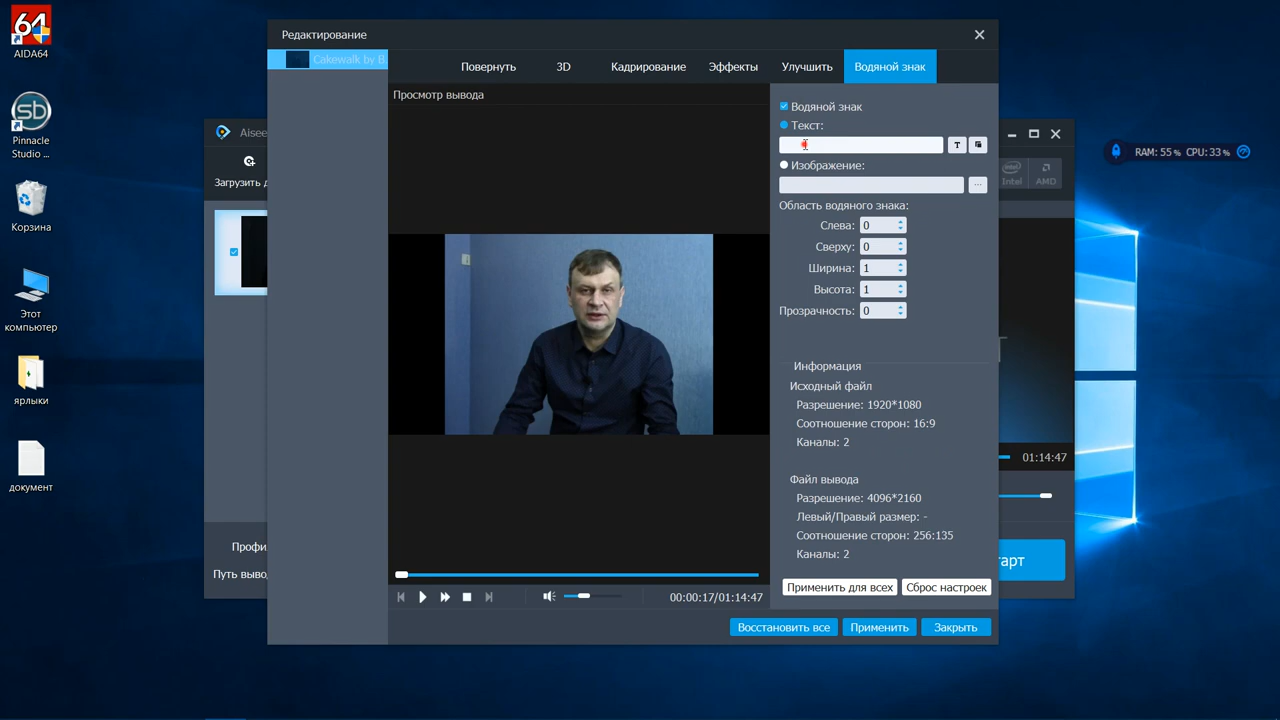 64
AIDA64
sb
Pinnacle
Studio ...
Корзина
Этот
компьютер
ярлыки
документ
Редактирование
Cakewalk by B
Повернуть
3D
Кадрирование
Эффекты
Улучшить
Водяной знак
Просмотр вывода
Водяной знак
Текст:
T
Изображение:
...
Область водяного знака:
Слева: 0
Сверху: 0
Ширина: 1
Высота: 1
Прозрачность: 0
Информация
Исходный файл
Разрешение: 1920*1080
Соотношение сторон: 16:9
Каналы: 2
Файл вывода
Разрешение: 4096*2160
Левый/Правый размер: -
Соотношение сторон: 256:135
Каналы: 2
Применить для всех
Сброс настроек
00:00:17/01:14:47
Восстановить все
Применить
Закрыть
Aisee
Загрузить д
Профи
Путь выво
Intel
AMD
01:14:47
арт
RAM: 55 % CPU: 33 %